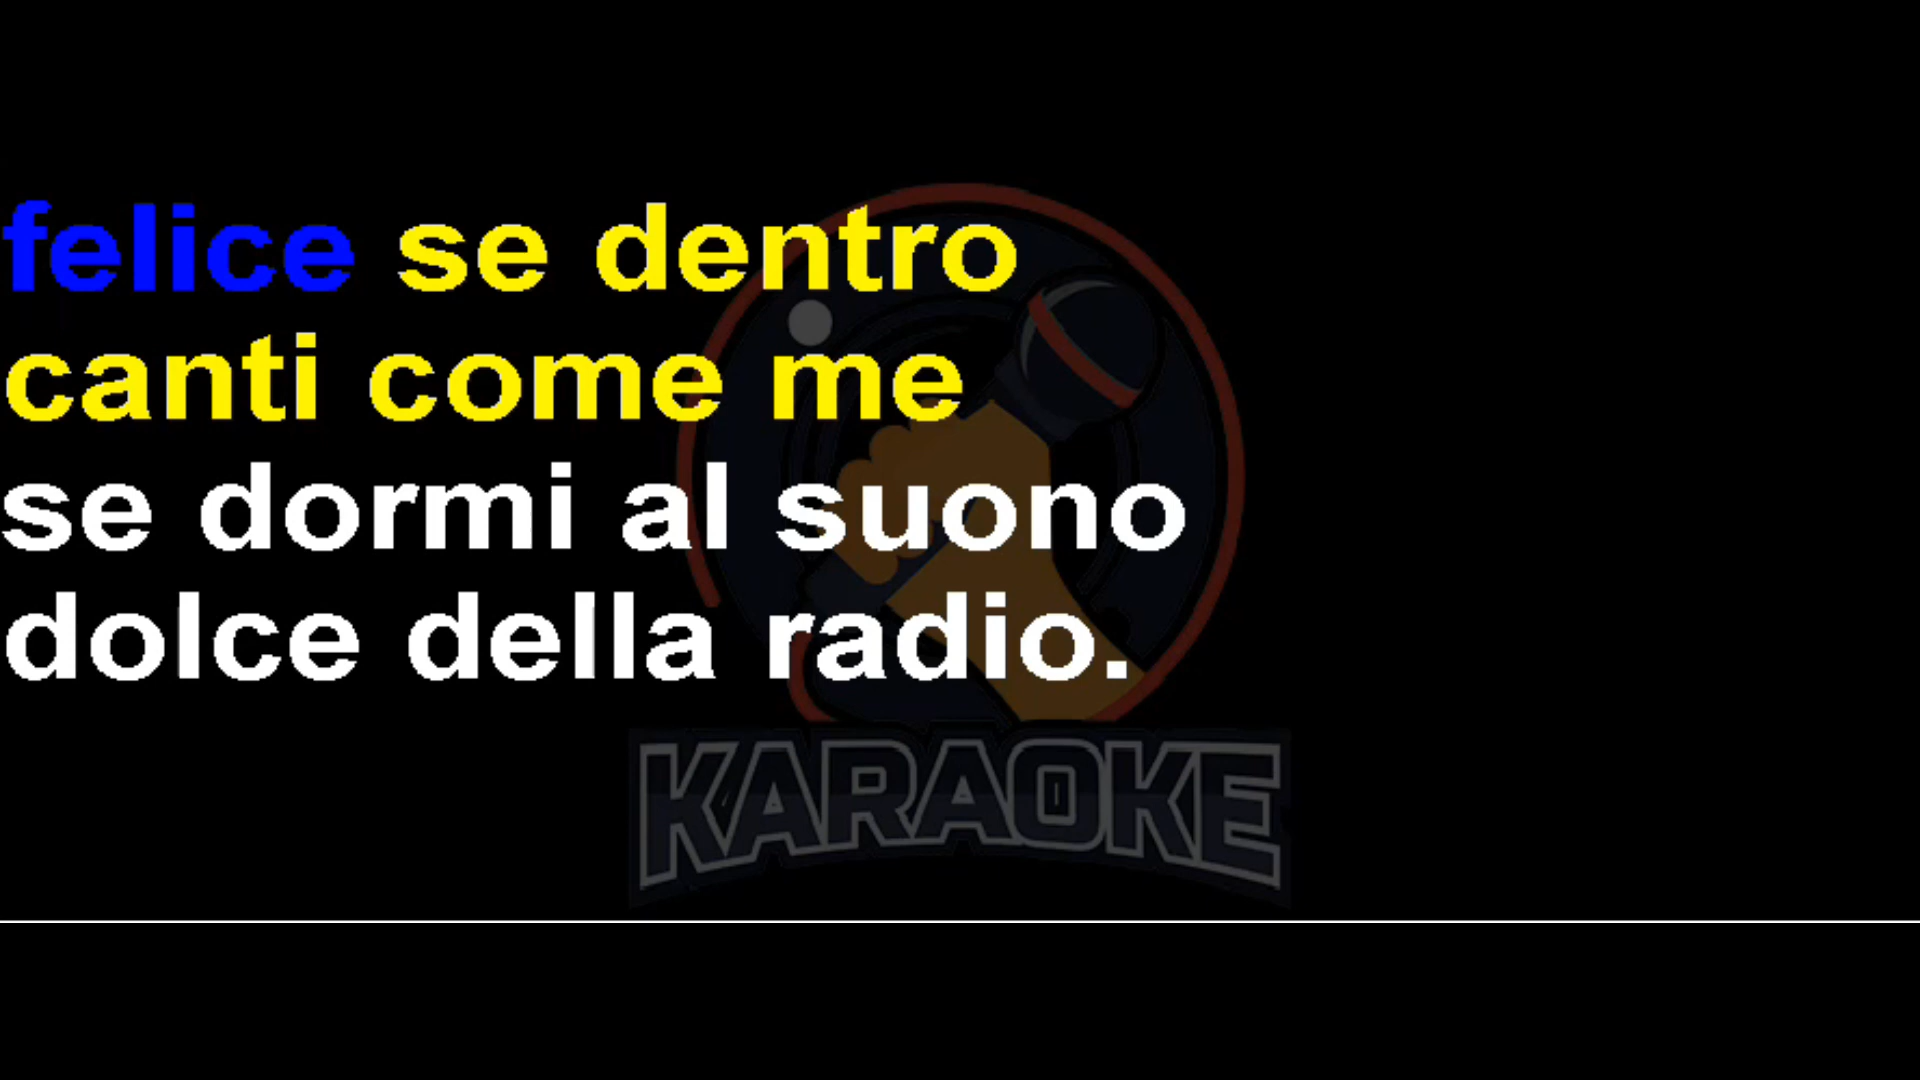 felice se dentro
canti come me
se dormi al suono
dolce della radio.
KARAOKE